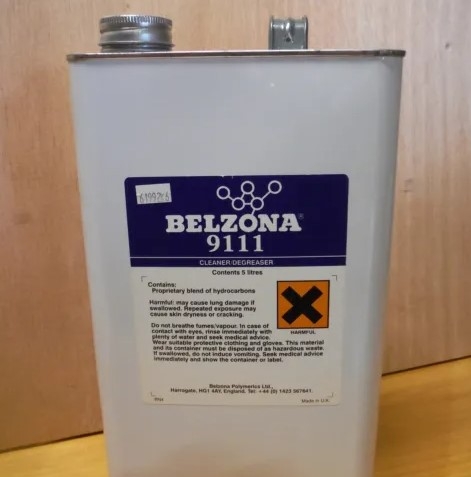 BELZONA®
9111
CLEANER/DEGREASER
Contents 5 litres
Contains:
Proprietary blend of hydrocarbons
Harmful: may cause lung damage if
swallowed. Repeated exposure may
cause skin dryness or cracking.
HARMFUL
Do not breathe fumes/vapour. In case of
contact with eyes, rinse immediately with
plenty of water and seek medical advice.
Wear suitable protective clothing and gloves. This material
and its container must be disposed of as hazardous waste.
If swallowed, do not induce vomiting. Seek medical advice
immediately and show the container or label.
Belzona Polymerics Ltd.,
Harrogate, HG1 4AY, England. Tel: +44 (0) 1423 567641.
Made in U.K.